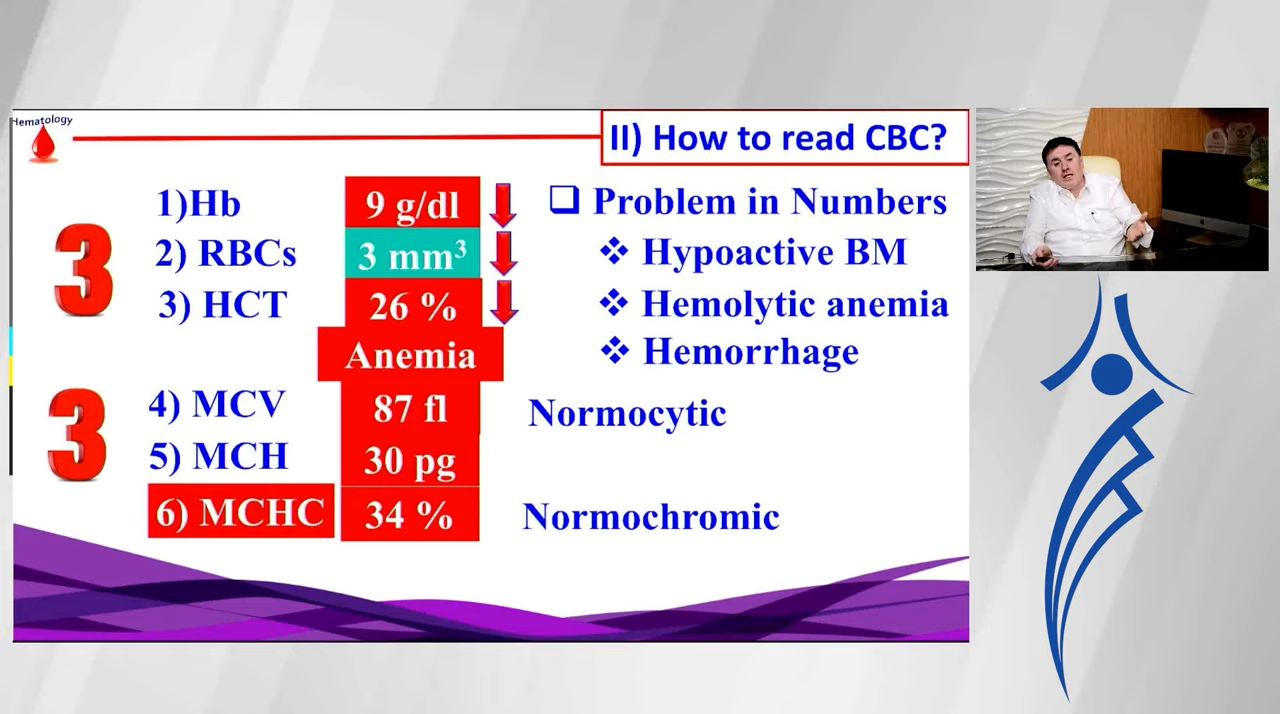 Hematology
II) How to read CBC?
3
1)Hb 9 g/dl
2) RBCs 3 mm³
3) HCT 26 %
Anemia
❑ Problem in Numbers
❖ Hypoactive BM
❖ Hemolytic anemia
❖ Hemorrhage
3
4) MCV 87 fl Normocytic
5) MCH 30 pg
6) MCHC 34 % Normochromic